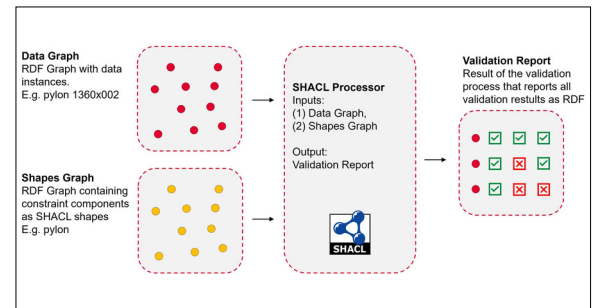 Data Graph
RDF Graph with data
instances.
E.g. pylon 1360x002
Shapes Graph
RDF Graph containing
constraint components
as SHACL shapes
E.g. pylon
SHACL Processor
Inputs:
(1) Data Graph,
(2) Shapes Graph
Output:
Validation Report
SHACL
Validation Report
Result of the validation
process that reports all
validation restults as RDF